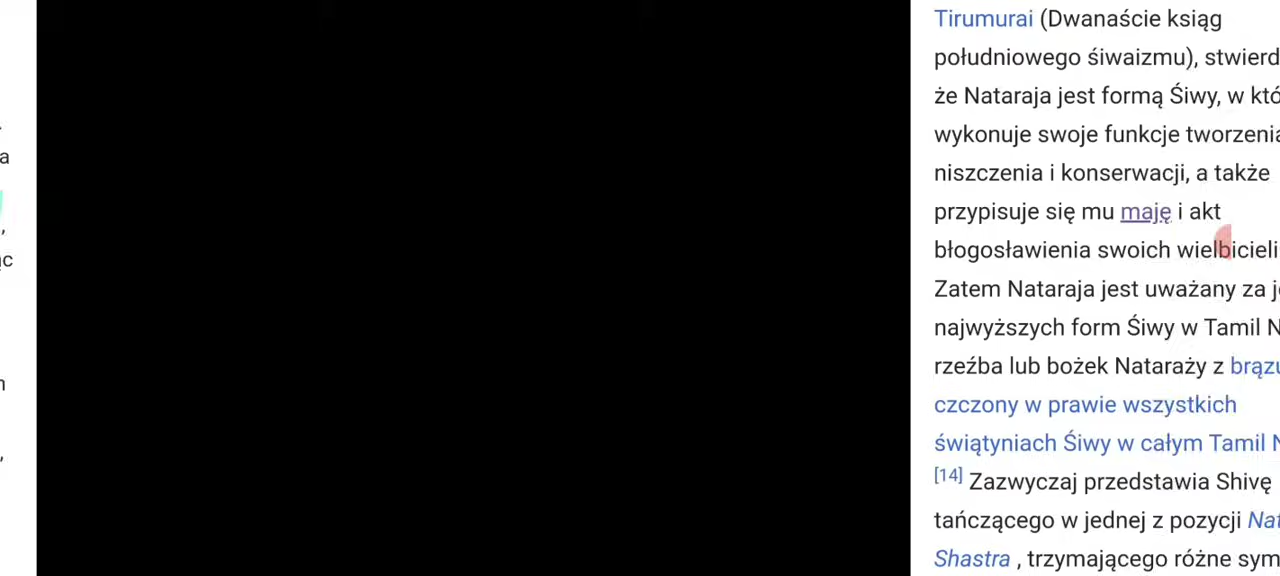 Tirumurai (Dwanaście ksiąg
południowego śiwaizmu), stwierd
że Nataraja jest formą Śiwy, w któ
wykonuje swoje funkcje tworzenia
niszczenia i konserwacji, a także
przypisuje się mu maję i akt
błogosławienia swoich wielbicieli
Zatem Nataraja jest uważany za j
najwyższych form Śiwy w Tamil N
rzeźba lub bożek Nataraży z brązu
czczony w prawie wszystkich
świątyniach Śiwy w całym Tamil N
[14] Zazwyczaj przedstawia Shivę
tańczącego w jednej z pozycji Nat
Shastra , trzymającego różne sym